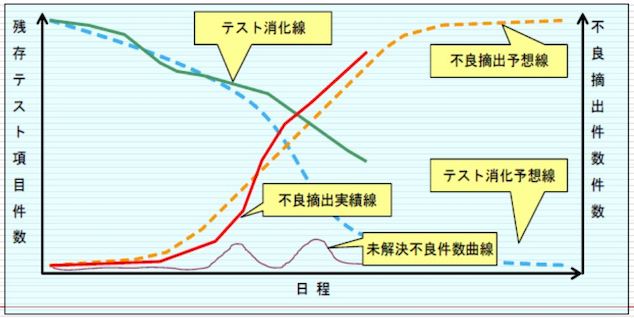 残存テスト項目件数
テスト消化線
不良摘出予想線
不良摘出件数
テスト消化予想線
不良摘出実績線
未解決不良件数曲線
日程